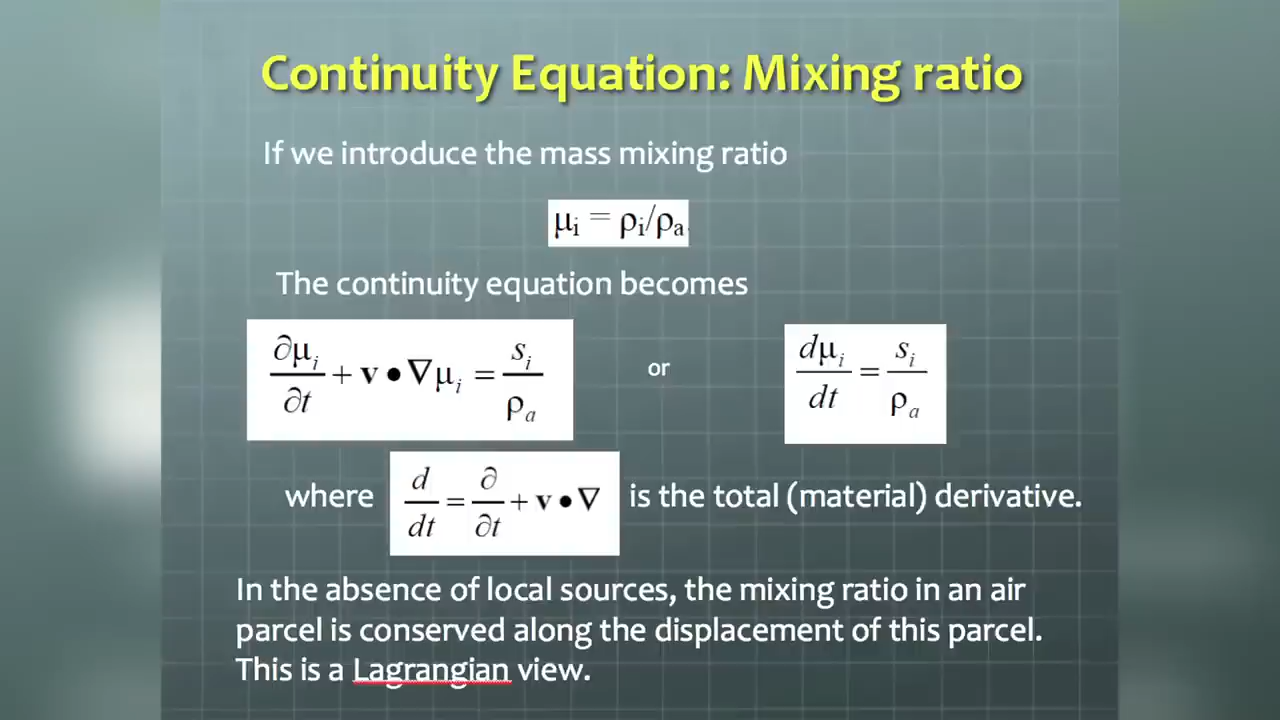 Continuity Equation: Mixing ratio
If we introduce the mass mixing ratio
μi = ρi/ρa.
The continuity equation becomes
∂μi/∂t + v•∇μi = si/ρa or dμi/dt = si/ρa
where d/dt = ∂/∂t + v•∇ is the total (material) derivative.
In the absence of local sources, the mixing ratio in an air
parcel is conserved along the displacement of this parcel.
This is a Lagrangian view.